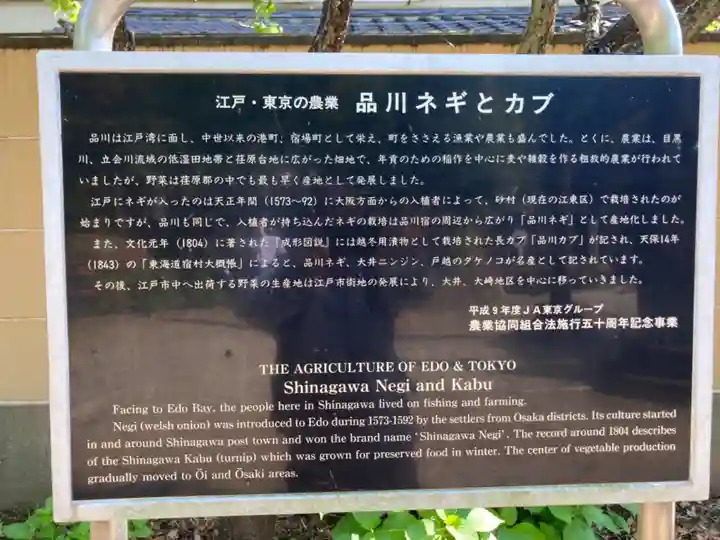 江戸・東京の農業 品川ネギとカブ
品川は江戸湾に面し、中世以来の港町、宿場町として栄え、町をささえる漁業や農業も盛んでした。とくに、農業は、目黒
川、立会川流域の低湿田地帯と荏原台地に広がった畑地で、年貢のための稲作を中心に麦や雑穀を作る粗放的農業が行われて
いましたが、野菜は荏原郡の中でも最も早く産地として発展しました。
江戸にネギが入ったのは天正年間（1573〜92）に大阪方面からの入植者によって、砂村（現在の江東区）で栽培されたのが
始まりですが、品川も同じで、入植者が持ち込んだネギの栽培は品川宿の周辺から広がり「品川ネギ」として産地化しました。
また、文化元年（1804）に著された『成形図説』には越冬用漬物として栽培された長カブ「品川カブ」が記され、天保14年
（1843）の「東海道宿村大概帳」によると、品川ネギ、大井ニンジン、戸越のタケノコが名産として記されています。
その後、江戸市中へ出荷する野菜の生産地は江戸市街地の発展により、大井、大崎地区を中心に移っていきました。
平成9年度JA東京グループ
農業協同組合法施行五十周年記念事業
THE AGRICULTURE OF EDO & TOKYO
Shinagawa Negi and Kabu
Facing to Edo Bay, the people here in Shinagawa lived on fishing and farming.
Negi (welsh onion) was introduced to Edo during 1573-1592 by the settlers from Osaka districts. Its culture started
in and around Shinagawa post town and won the brand name 'Shinagawa Negi'. The record around 1804 describes
of the Shinagawa Kabu (turnip) which was grown for preserved food in winter. The center of vegetable production
gradually moved to Ōi and Ōsaki areas.